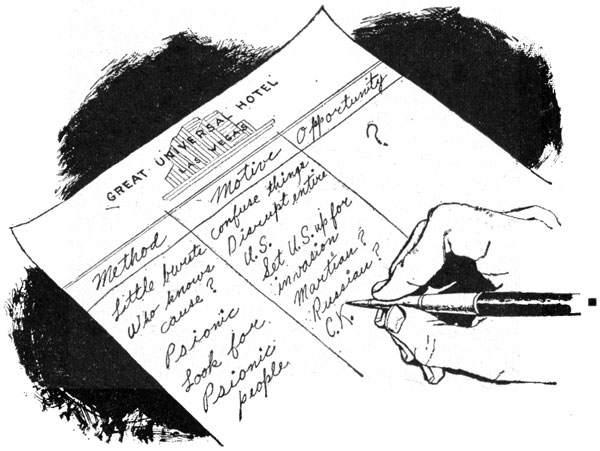 GREAT UNIVERSAL HOTEL
LAS VEGAS
Method
Little bursts
Who knows
cause?
Psionic
Look for
Psionic
people
Motive
confuse things
Disrupt entire
U.S.
Set U.S. up for
invasion
Martian?
Russian?
C.K.
Opportunity
?